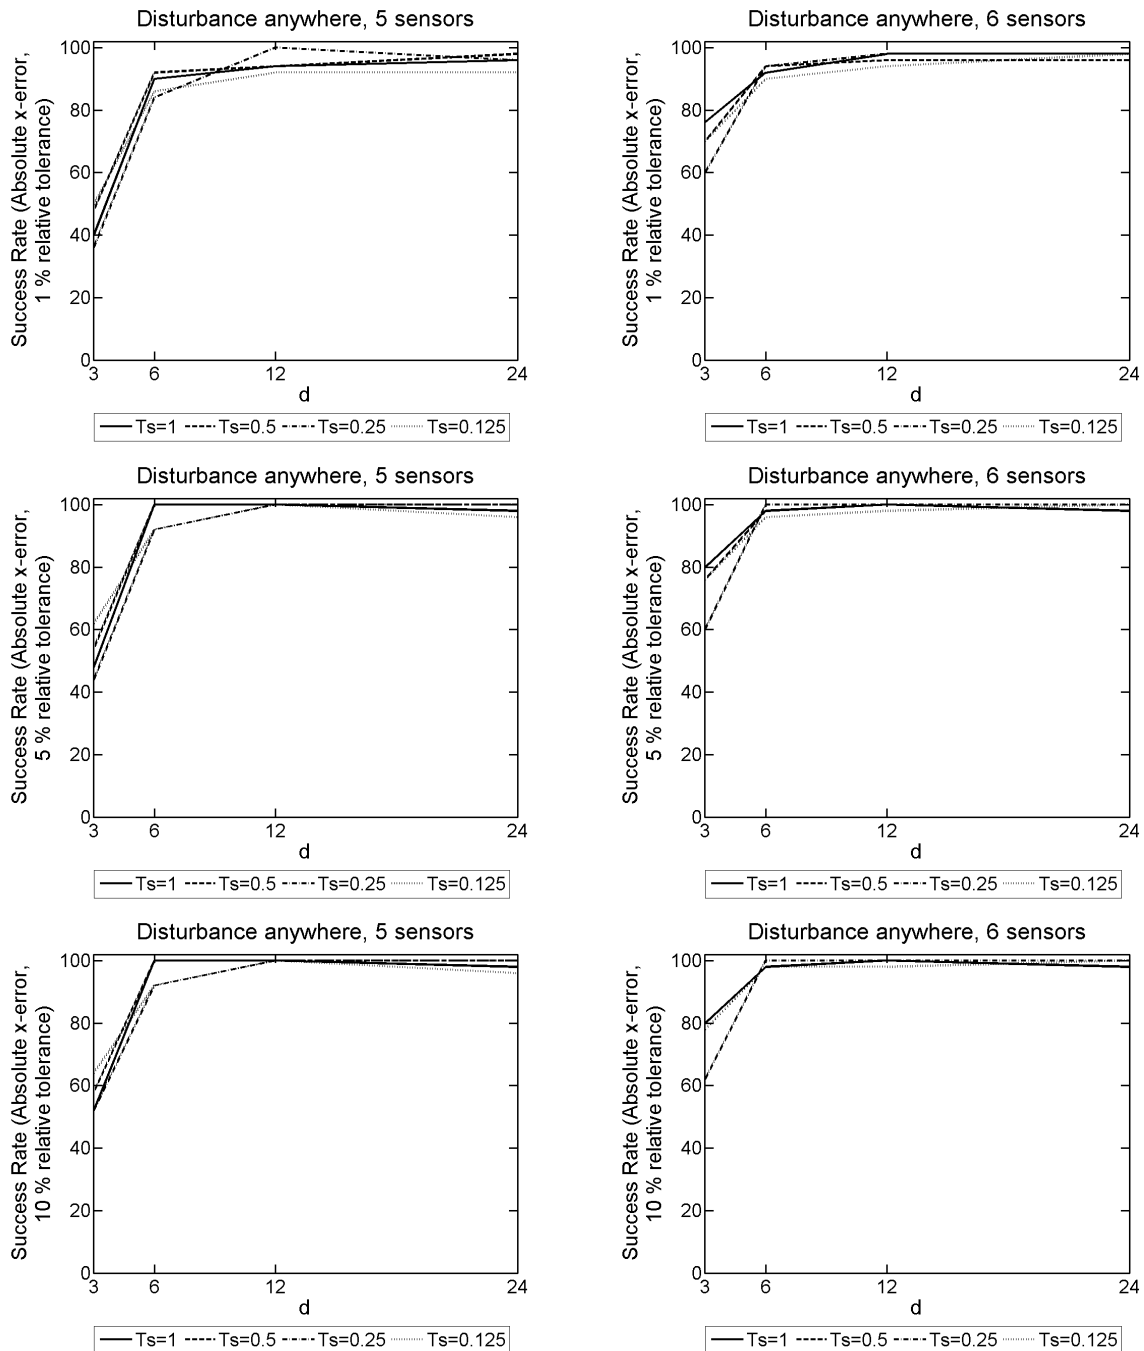 Disturbance anywhere, 5 sensors
Success Rate (Absolute x-error,
1 % relative tolerance)
100
80
60
40
20
0
3
6
12
24
d
Ts=1 Ts=0.5 Ts=0.25 Ts=0.125
Disturbance anywhere, 6 sensors
Success Rate (Absolute x-error,
1 % relative tolerance)
100
80
60
40
20
0
3
6
12
24
d
Ts=1 Ts=0.5 Ts=0.25 Ts=0.125
Disturbance anywhere, 5 sensors
Success Rate (Absolute x-error,
5 % relative tolerance)
100
80
60
40
20
0
3
6
12
24
d
Ts=1 Ts=0.5 Ts=0.25 Ts=0.125
Disturbance anywhere, 6 sensors
Success Rate (Absolute x-error,
5 % relative tolerance)
100
80
60
40
20
0
3
6
12
24
d
Ts=1 Ts=0.5 Ts=0.25 Ts=0.125
Disturbance anywhere, 5 sensors
Success Rate (Absolute x-error,
10 % relative tolerance)
100
80
60
40
20
0
3
6
12
24
d
Ts=1 Ts=0.5 Ts=0.25 Ts=0.125
Disturbance anywhere, 6 sensors
Success Rate (Absolute x-error,
10 % relative tolerance)
100
80
60
40
20
0
3
6
12
24
d
Ts=1 Ts=0.5 Ts=0.25 Ts=0.125